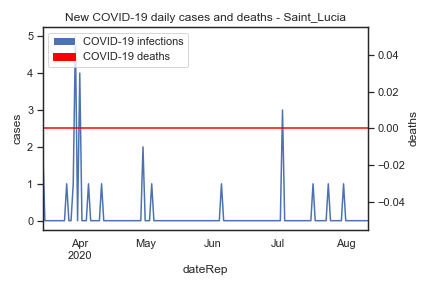 New COVID-19 daily cases and deaths - Saint_Lucia
COVID-19 infections
COVID-19 deaths
cases
5
4
3
2
1
0
deaths
0.04
0.02
0.00
−0.02
−0.04
Apr May Jun Jul Aug
2020
dateRep